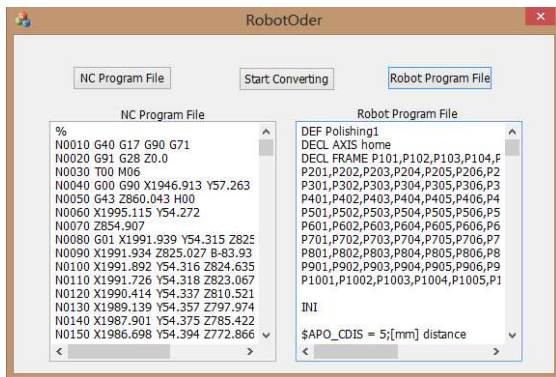 RobotOder
NC Program File
Start Converting
Robot Program File
NC Program File
%
N0010 G40 G17 G90 G71
N0020 G91 G28 Z0.0
N0030 T00 M06
N0040 G00 G90 X1946.913 Y57.263
N0050 G43 Z860.043 H00
N0060 X1995.115 Y54.272
N0070 Z854.907
N0080 G01 X1991.939 Y54.315 Z825
N0090 X1991.934 Z825.027 B-83.93
N0100 X1991.892 Y54.316 Z824.635
N0110 X1991.726 Y54.318 Z823.067
N0120 X1990.414 Y54.337 Z810.521
N0130 X1989.139 Y54.357 Z797.974
N0140 X1987.901 Y54.375 Z785.422
N0150 X1986.698 Y54.394 Z772.866
Robot Program File
DEF Polishing1
DECL AXIS home
DECL FRAME P101,P102,P103,P104,P
P201,P202,P203,P204,P205,P206,P2
P301,P302,P303,P304,P305,P306,P3
P401,P402,P403,P404,P405,P406,P4
P501,P502,P503,P504,P505,P506,P5
P601,P602,P603,P604,P605,P606,P6
P701,P702,P703,P704,P705,P706,P7
P801,P802,P803,P804,P805,P806,P8
P901,P902,P903,P904,P905,P906,P9
P1001,P1002,P1003,P1004,P1005,P1
INI
$APO_CDIS = 5;[mm] distance